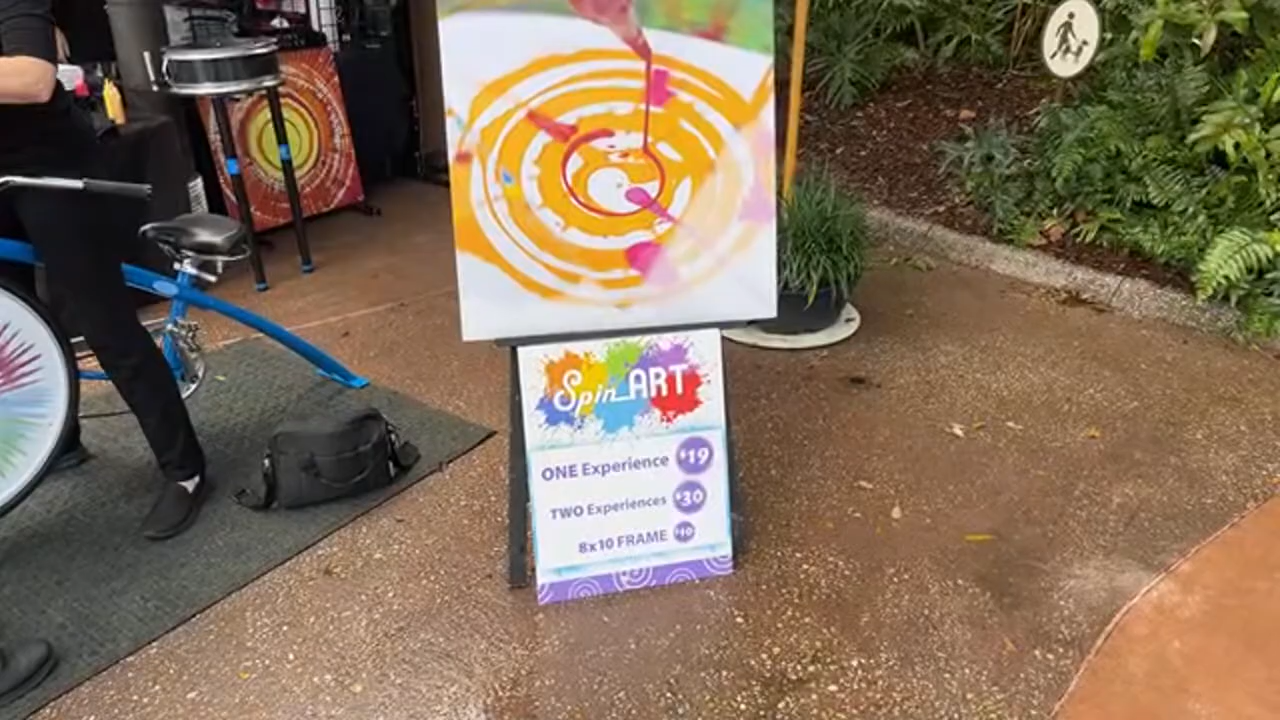 Spin ART
ONE Experience $19
TWO Experiences $30
8x10 FRAME $10